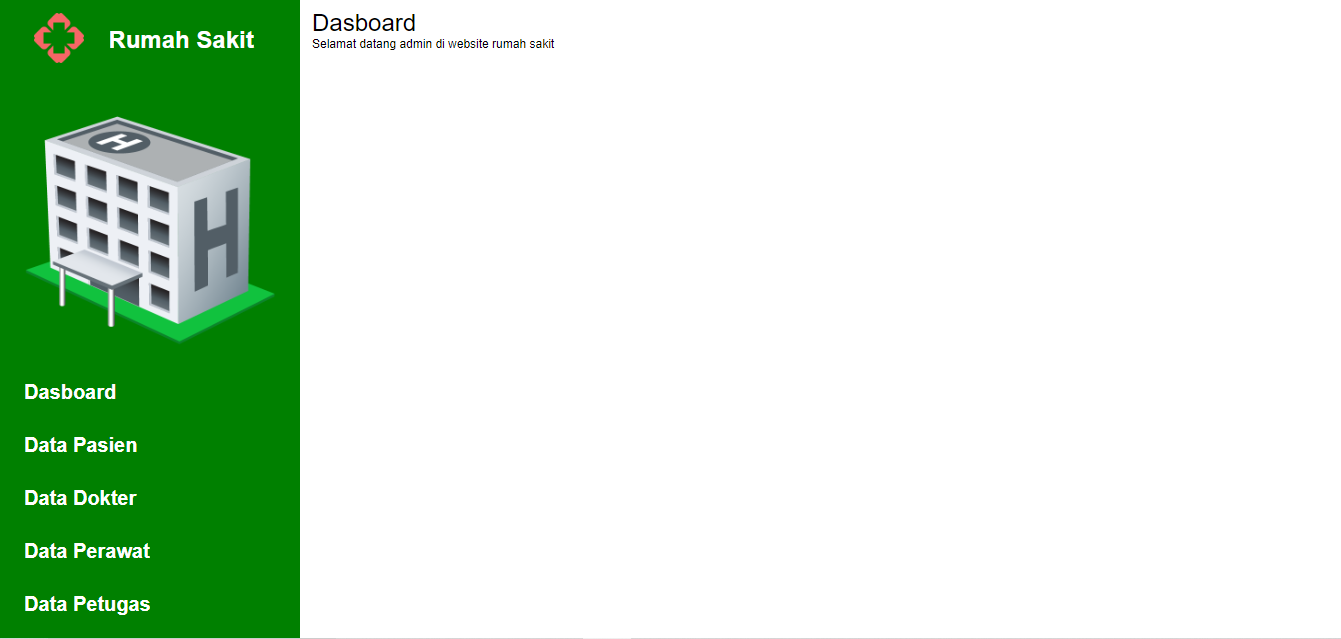 Rumah Sakit
H
H
Dasboard
Data Pasien
Data Dokter
Data Perawat
Data Petugas
Dasboard
Selamat datang admin di website rumah sakit